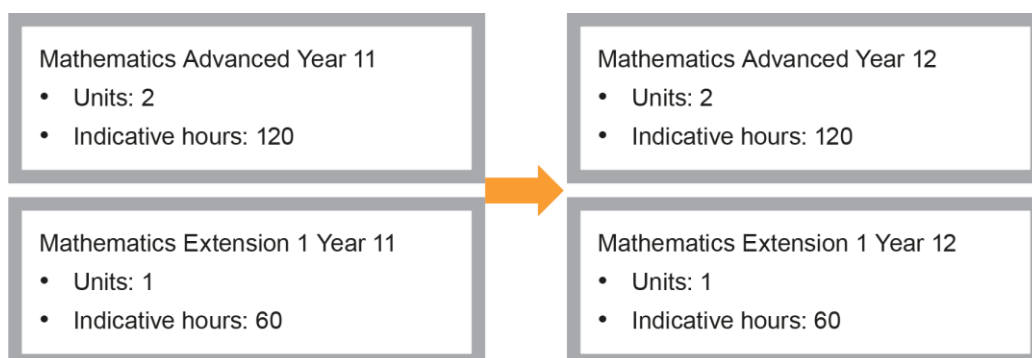 Mathematics Advanced Year 11
• Units: 2
• Indicative hours: 120
Mathematics Advanced Year 12
• Units: 2
• Indicative hours: 120
Mathematics Extension 1 Year 11
• Units: 1
• Indicative hours: 60
Mathematics Extension 1 Year 12
• Units: 1
• Indicative hours: 60